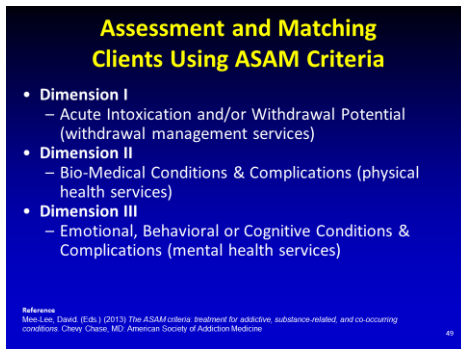 Assessment and Matching
Clients Using ASAM Criteria
• Dimension I
– Acute Intoxication and/or Withdrawal Potential
(withdrawal management services)
• Dimension II
– Bio-Medical Conditions & Complications (physical
health services)
• Dimension III
– Emotional, Behavioral or Cognitive Conditions &
Complications (mental health services)
Reference
Mee-Lee, David. (Eds.) (2013) The ASAM criteria: treatment for addictive, substance-related, and co-occurring
conditions. Chevy Chase, MD: American Society of Addiction Medicine
49